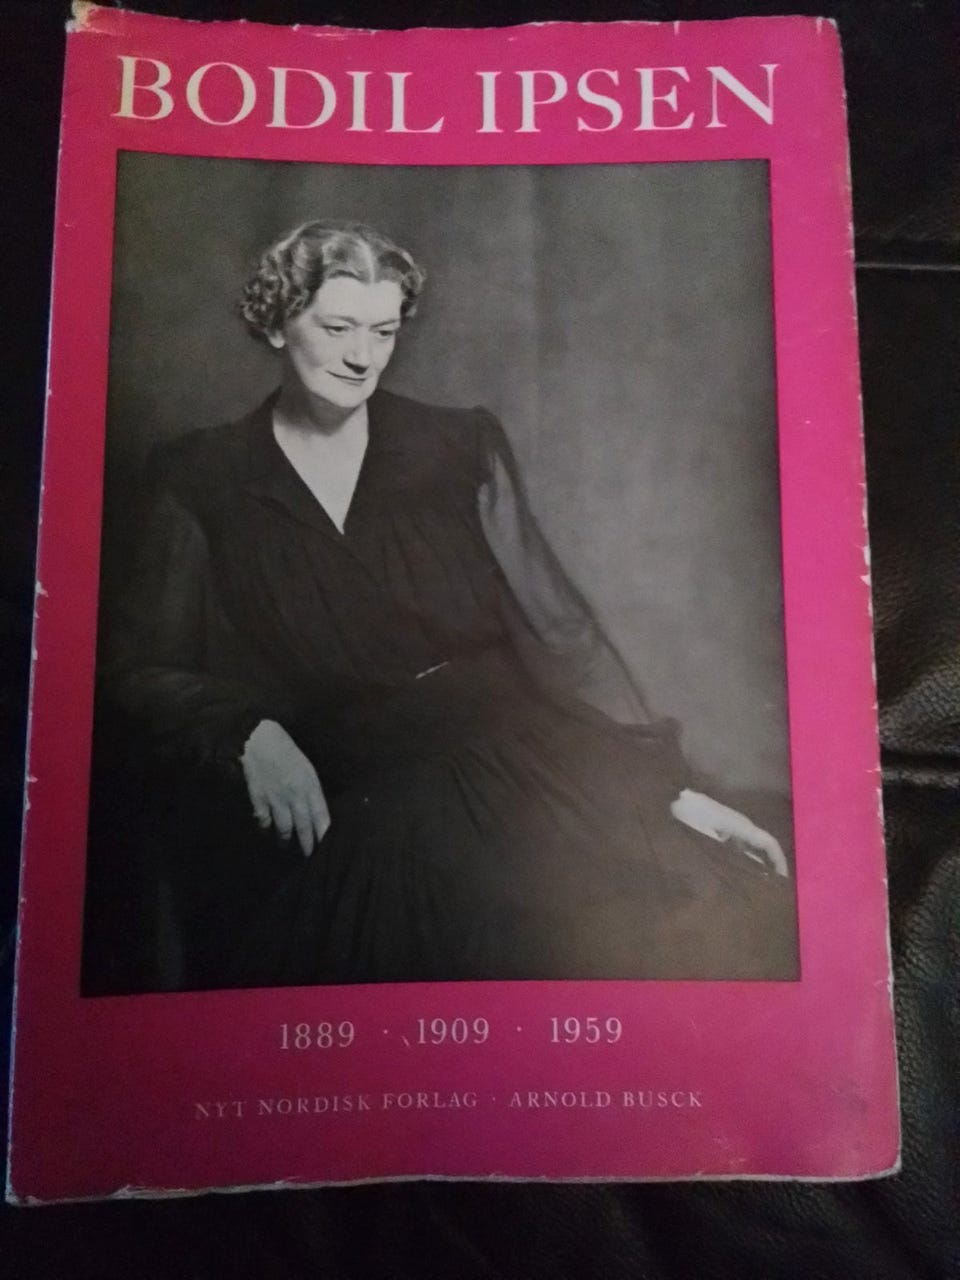 BODIL IPSEN
1889 · 1909 · 1959
NYT NORDISK FORLAG · ARNOLD BUSCK